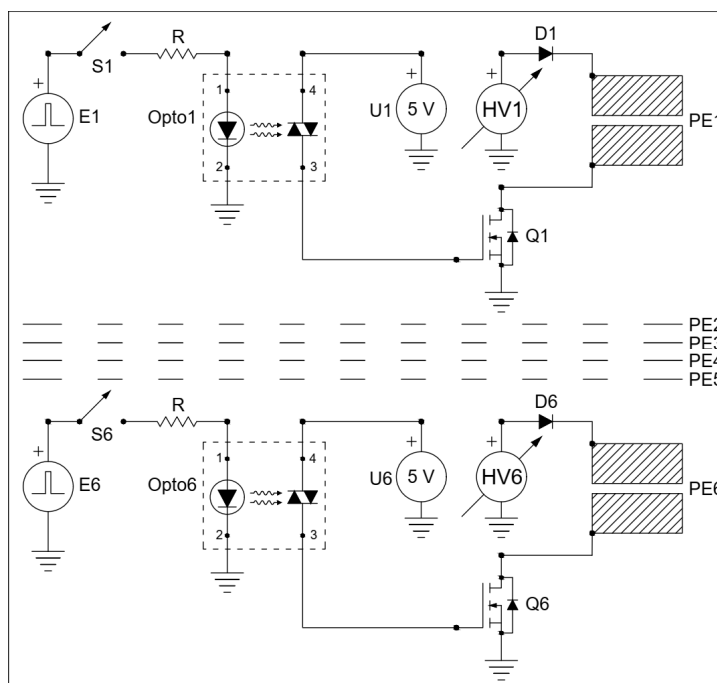 R
D1
S1
+
+
+
1
4
E1
Opto1
U1
5 V
HV1
PE1
2
3
Q1
PE2
PE3
PE4
PE5
R
D6
S6
+
+
+
1
4
E6
Opto6
U6
5 V
HV6
PE6
2
3
Q6